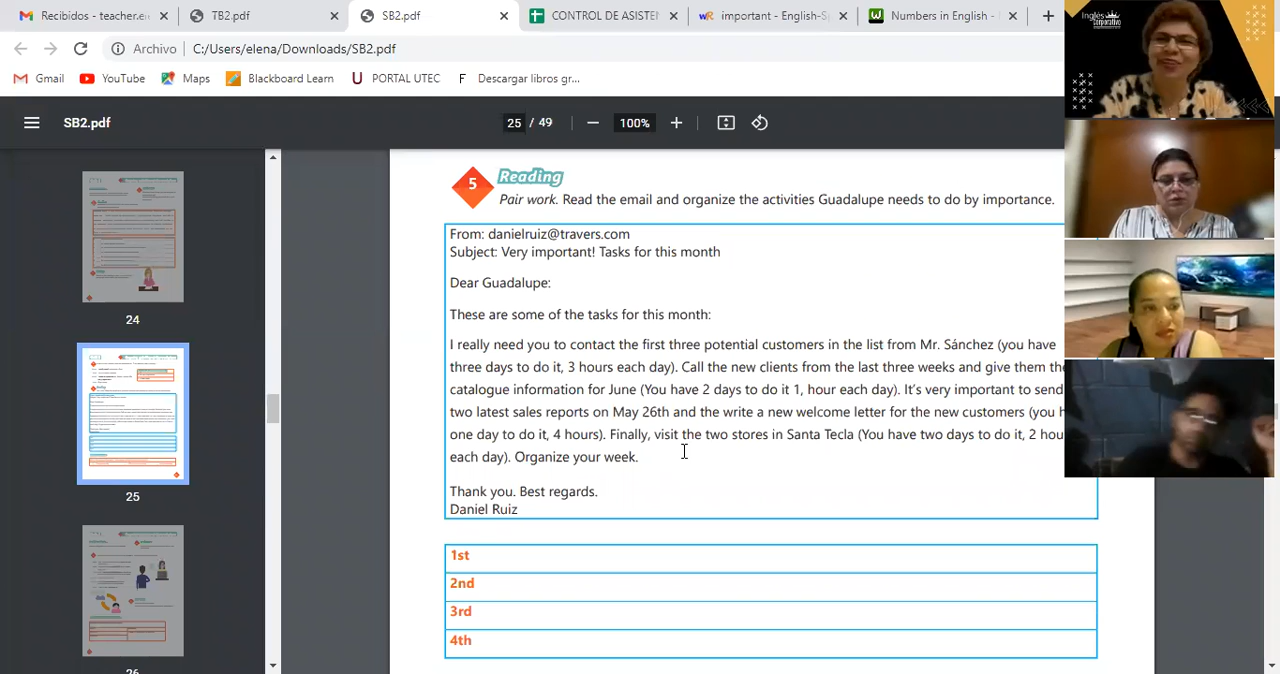 Recibidos - teacher.en
TB2.pdf
SB2.pdf
CONTROL DE ASISTEN
important - English-S
Numbers in English -
Archivo
C:/Users/elena/Downloads/SB2.pdf
Gmail
YouTube
Maps
Blackboard Learn
PORTAL UTEC
Descargar libros gr...
Inglés
corporativo
SB2.pdf
25 / 49
100%
24
25
26
5
Reading
Pair work. Read the email and organize the activities Guadalupe needs to do by importance.
From: danielruiz@travers.com
Subject: Very important! Tasks for this month
Dear Guadalupe:
These are some of the tasks for this month:
I really need you to contact the first three potential customers in the list from Mr. Sánchez (you have
three days to do it, 3 hours each day). Call the new clients from the last three weeks and give them the
catalogue information for June (You have 2 days to do it 1 hour each day). It's very important to send
two latest sales reports on May 26th and the write a new welcome letter for the new customers (you h
one day to do it, 4 hours). Finally, visit the two stores in Santa Tecla (You have two days to do it, 2 hou
each day). Organize your week.
Thank you. Best regards.
Daniel Ruiz
1st
2nd
3rd
4th